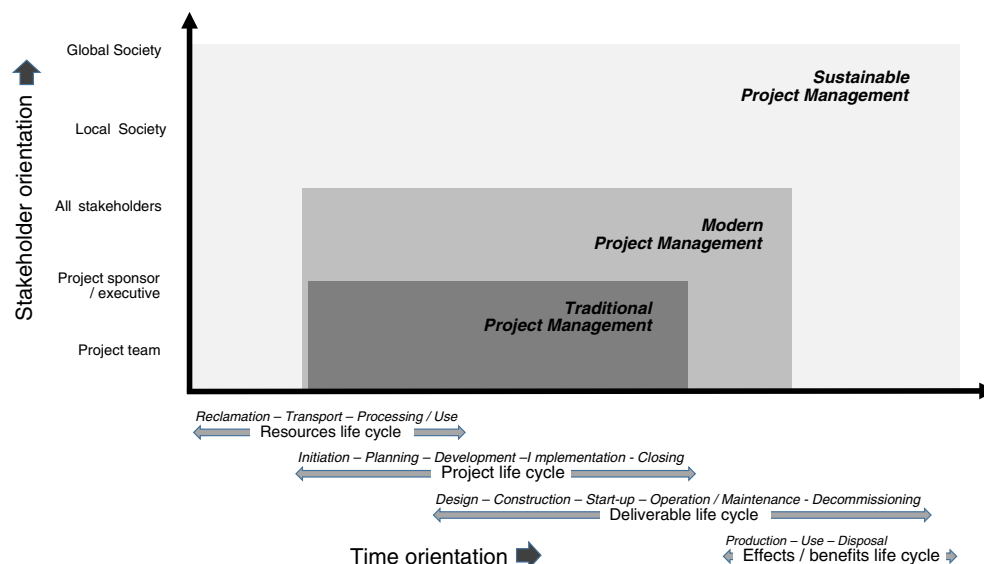 Global Society
Sustainable
Project Management
Local Society
Stakeholder orientation
All stakeholders
Modern
Project Management
Project sponsor
/ executive
Traditional
Project Management
Project team
Reclamation – Transport – Processing / Use
Resources life cycle
Initiation – Planning – Development –I mplementation - Closing
Project life cycle
Design – Construction – Start-up – Operation / Maintenance - Decommissioning
Deliverable life cycle
Production – Use – Disposal
Time orientation
Effects / benefits life cycle